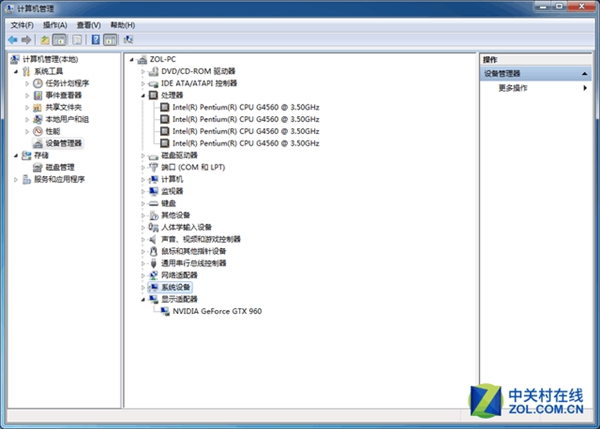 计算机管理
文件(F) 操作(A) 查看(V) 帮助(H)
计算机管理(本地)
系统工具
任务计划程序
事件查看器
共享文件夹
本地用户和组
性能
设备管理器
存储
磁盘管理
服务和应用程序
ZOL-PC
DVD/CD-ROM 驱动器
IDE ATA/ATAPI 控制器
处理器
Intel(R) Pentium(R) CPU G4560 @ 3.50GHz
Intel(R) Pentium(R) CPU G4560 @ 3.50GHz
Intel(R) Pentium(R) CPU G4560 @ 3.50GHz
Intel(R) Pentium(R) CPU G4560 @ 3.50GHz
磁盘驱动器
端口 (COM 和 LPT)
计算机
监视器
键盘
其他设备
人体学输入设备
声音、视频和游戏控制器
鼠标和其他指针设备
通用串行总线控制器
网络适配器
系统设备
显示适配器
NVIDIA GeForce GTX 960
操作
设备管理器
更多操作
中关村在线
ZOL.COM.CN